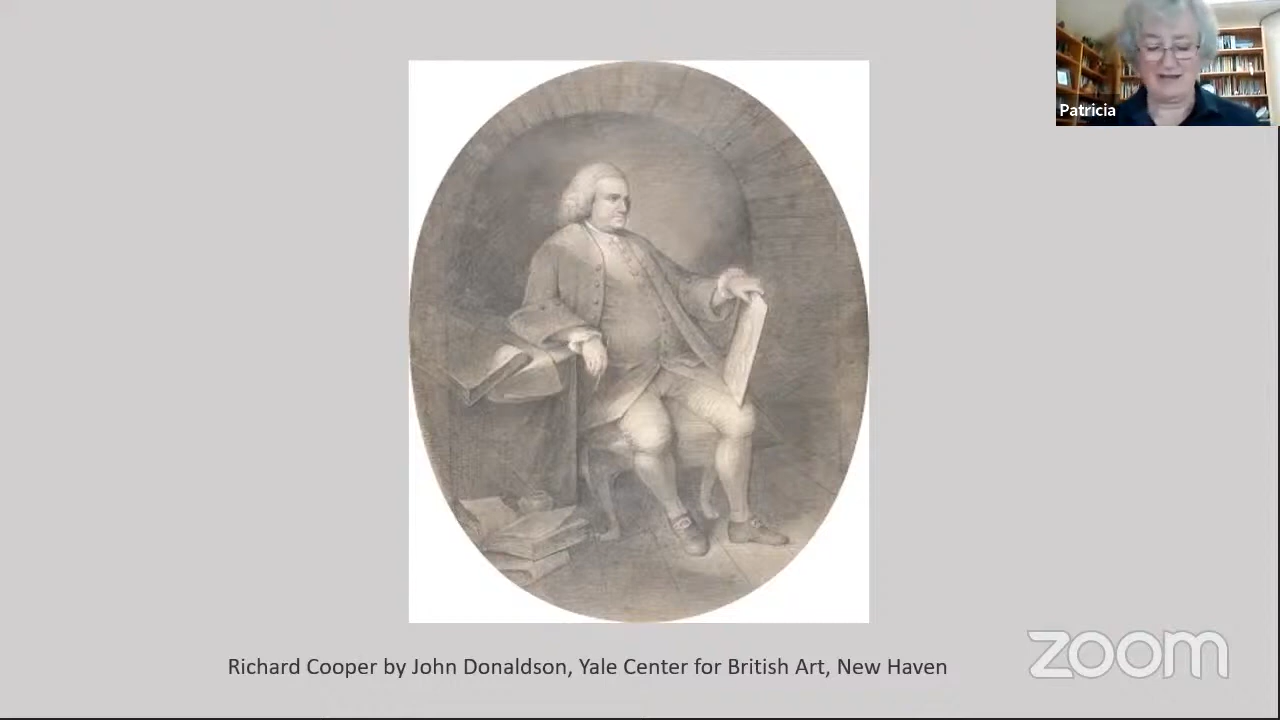 Patricia
Richard Cooper by John Donaldson, Yale Center for British Art, New Haven
zoom